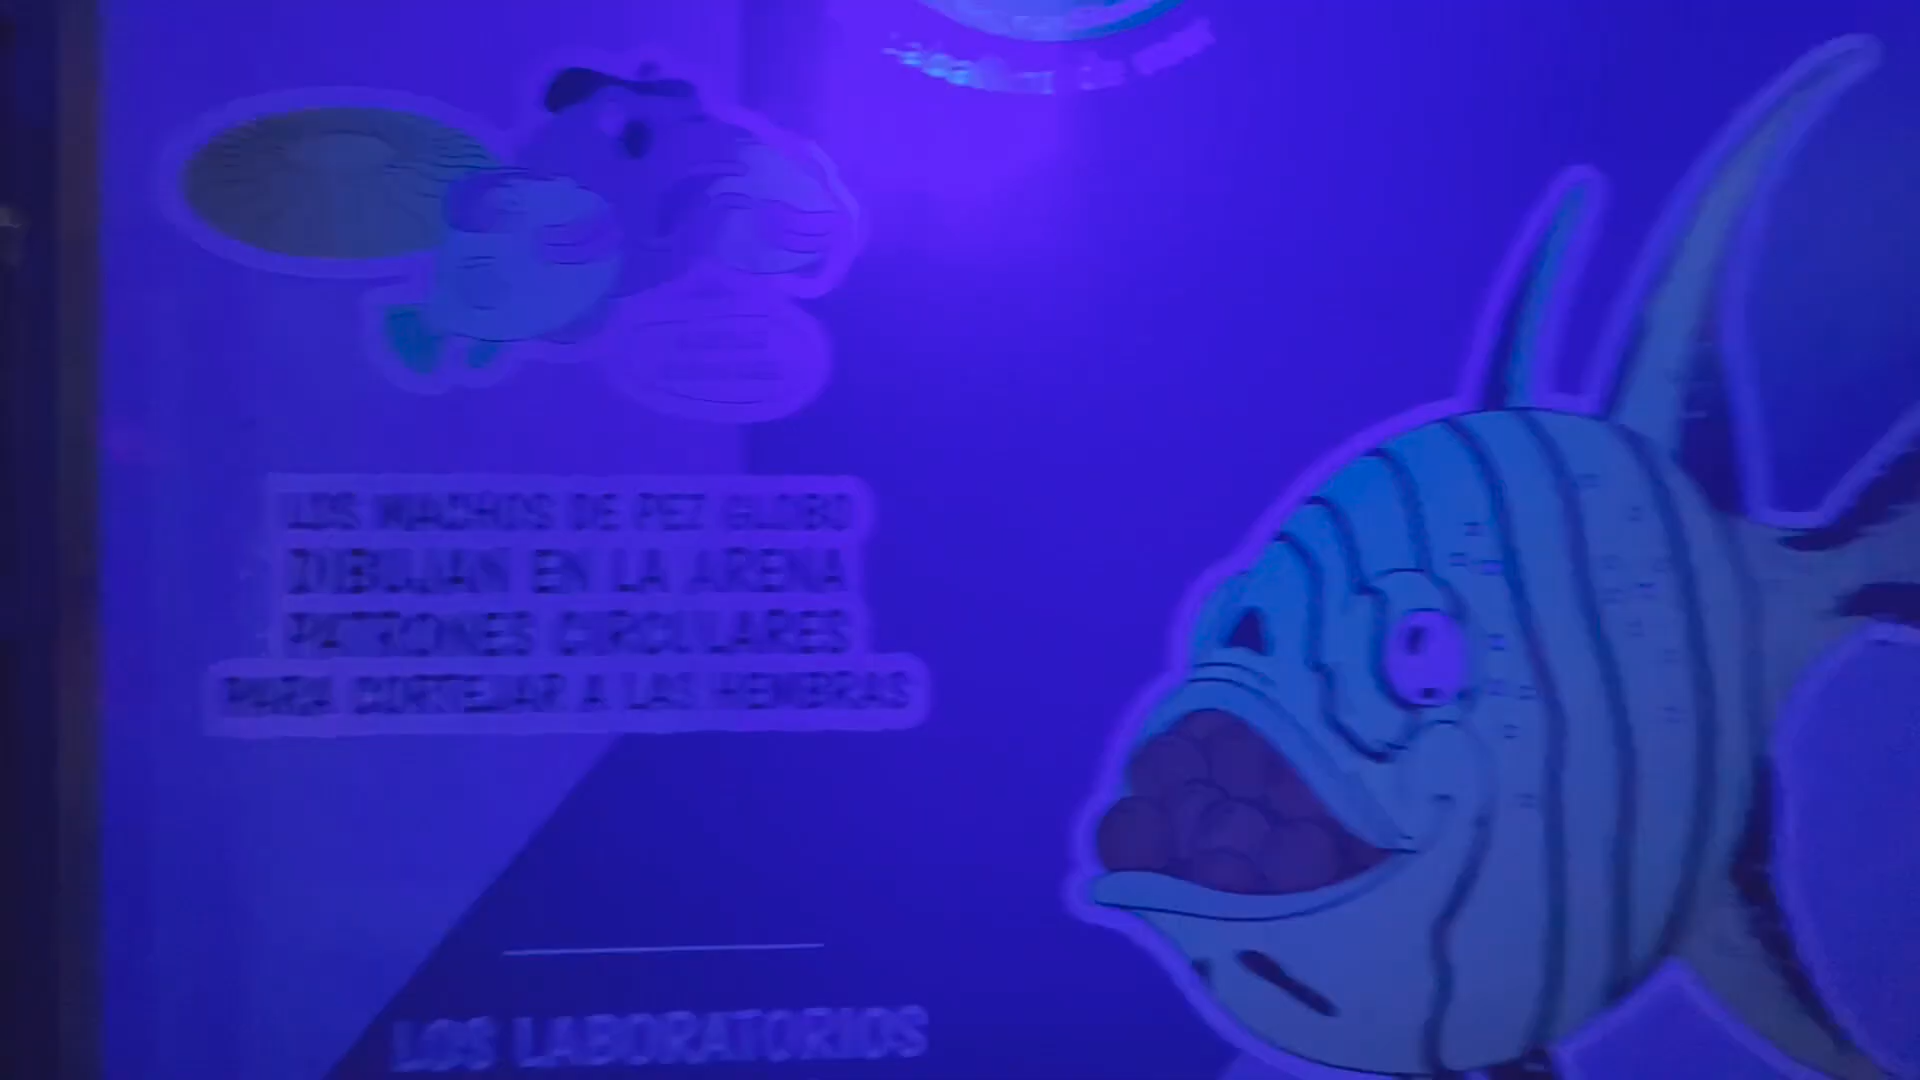 LOS MACHOS DE PEZ GLOBO
DIBUJAN EN LA ARENA
PATRONES CIRCULARES
PARA CORTEJAR A LAS HEMBRAS
LOS LABORATORIOS